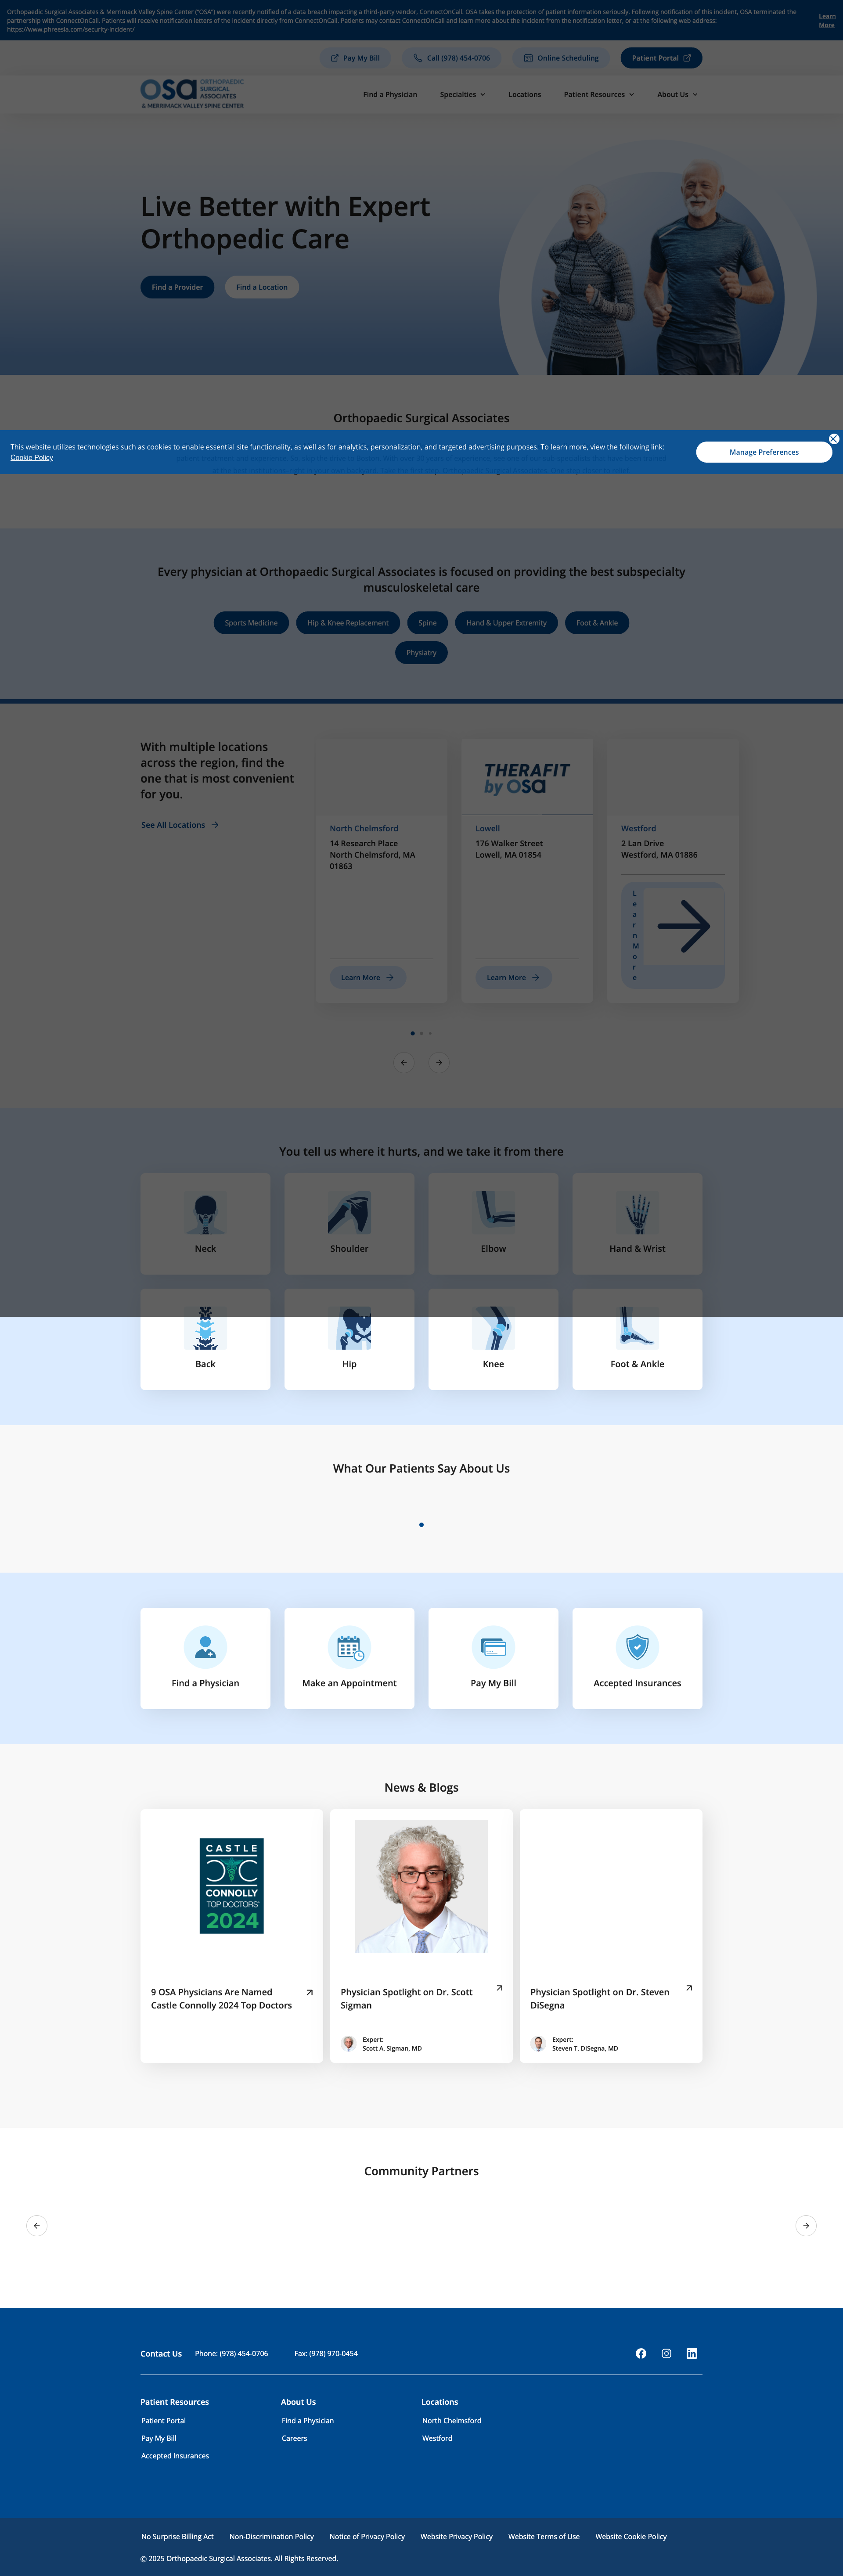 Orthopaedic Surgical Associates & Merrimack Valley Spine Center ("OSA") were recently notified of a data breach impacting a third-party vendor, ConnectOnCall. OSA takes the protection of patient information seriously. Following notification of this incident, OSA terminated the
partnership with ConnectOnCall. Patients will receive notification letters of the incident directly from ConnectOnCall. Patients may contact ConnectOnCall and learn more about the incident from the notification letter, or at the following web address:
https://www.phreesia.com/security-incident/
Learn
More
Pay My Bill
Call (978) 454-0706
Online Scheduling
Patient Portal
osa ORTHOPAEDIC
SURGICAL
ASSOCIATES
& MERRIMACK VALLEY SPINE CENTER
Find a Physician
Specialties
Locations
Patient Resources
About Us
Live Better with Expert
Orthopedic Care
Find a Provider
Find a Location
Orthopaedic Surgical Associates
This website utilizes technologies such as cookies to enable essential site functionality, as well as for analytics, personalization, and targeted advertising purposes. To learn more, view the following link:
Cookie Policy
Manage Preferences
Every physician at Orthopaedic Surgical Associates is focused on providing the best subspecialty
musculoskeletal care
Sports Medicine
Hip & Knee Replacement
Spine
Hand & Upper Extremity
Foot & Ankle
Physiatry
With multiple locations
across the region, find the
one that is most convenient
for you.
See All Locations
North Chelmsford
14 Research Place
North Chelmsford, MA
01863
Learn More
THERAFIT
by osa
Lowell
176 Walker Street
Lowell, MA 01854
Learn More
Westford
2 Lan Drive
Westford, MA 01886
Learn More
You tell us where it hurts, and we take it from there
Neck
Shoulder
Elbow
Hand & Wrist
Back
Hip
Knee
Foot & Ankle
What Our Patients Say About Us
Find a Physician
Make an Appointment
Pay My Bill
Accepted Insurances
News & Blogs
CASTLE
CONNOLLY
TOP DOCTORS
2024
9 OSA Physicians Are Named
Castle Connolly 2024 Top Doctors
Physician Spotlight on Dr. Scott
Sigman
Expert:
Scott A. Sigman, MD
Physician Spotlight on Dr. Steven
DiSegna
Expert:
Steven T. DiSegna, MD
Community Partners
Contact Us
Phone: (978) 454-0706
Fax: (978) 970-0454
Patient Resources
Patient Portal
Pay My Bill
Accepted Insurances
About Us
Find a Physician
Careers
Locations
North Chelmsford
Westford
No Surprise Billing Act
Non-Discrimination Policy
Notice of Privacy Policy
Website Privacy Policy
Website Terms of Use
Website Cookie Policy
© 2025 Orthopaedic Surgical Associates. All Rights Reserved.